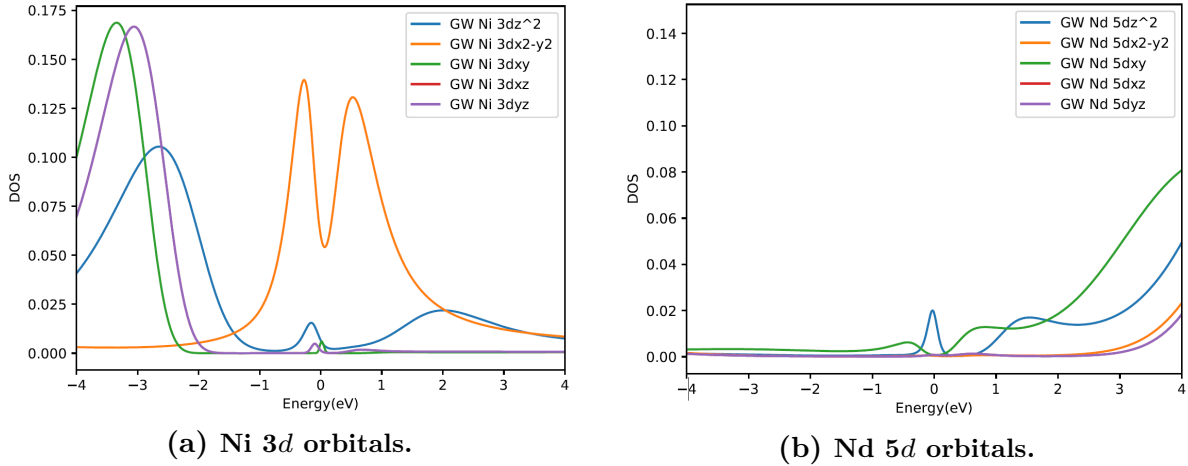 0.175
0.150
0.125
0.100
0.075
0.050
0.025
0.000
DOS
−4 −3 −2 −1 0 1 2 3 4
Energy(eV)
GW Ni 3dz^2
GW Ni 3dx2-y2
GW Ni 3dxy
GW Ni 3dxz
GW Ni 3dyz
(a) Ni 3d orbitals.
0.14
0.12
0.10
0.08
0.06
0.04
0.02
0.00
DOS
−4 −3 −2 −1 0 1 2 3 4
Energy(eV)
GW Nd 5dz^2
GW Nd 5dx2-y2
GW Nd 5dxy
GW Nd 5dxz
GW Nd 5dyz
(b) Nd 5d orbitals.